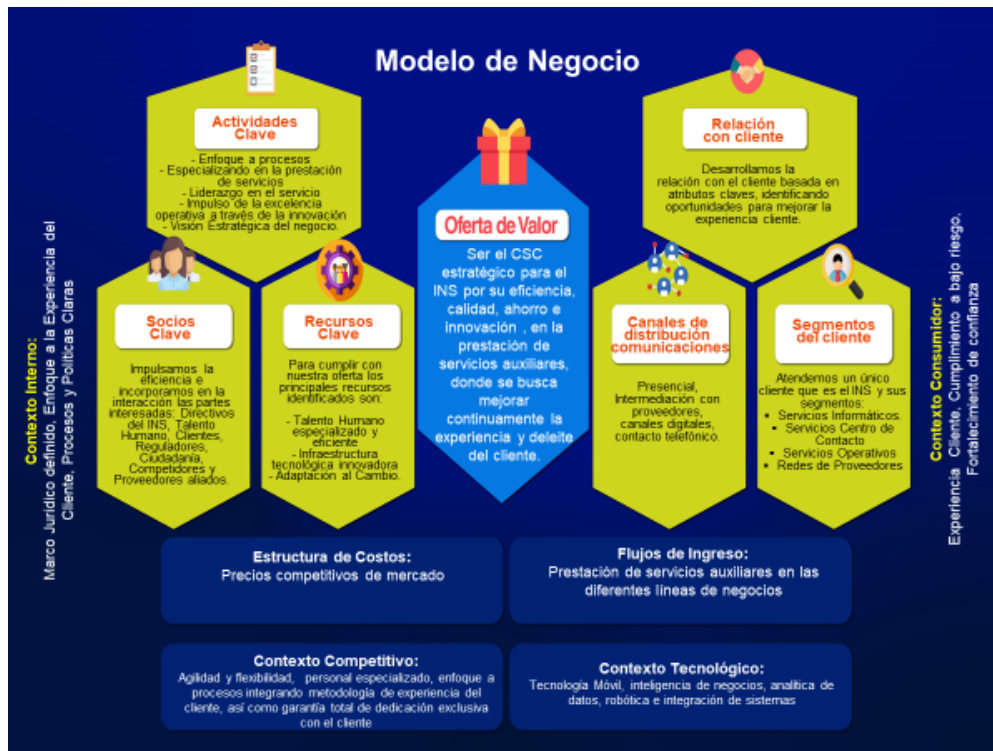 Modelo de Negocio
Actividades
Clave
- Enfoque a procesos
- Especializando en la prestación
de servicios
- Liderazgo en el servicio
- Impulso de la excelencia
operativa a través de la innovación
- Visión Estratégica del negocio.
Relación
con cliente
Desarrollamos la
relación con el cliente basada en
atributos claves, identificando
oportunidades para mejorar la
experiencia cliente.
Oferta de Valor
Ser el CSC
estratégico para el
INS por su eficiencia,
calidad, ahorro e
innovación , en la
prestación de
servicios auxiliares,
donde se busca
mejorar
continuamente la
experiencia y deleite
del cliente.
Socios
Clave
Impulsamos la
eficiencia e
incorporamos en la
interacción las partes
interesadas: Directivos
del INS, Talento
Humano, Clientes,
Reguladores,
Ciudadanía,
Competidores y
Proveedores aliados.
Recursos
Clave
Para cumplir con
nuestra oferta los
principales recursos
identificados son:
- Talento Humano
especializado y
eficiente
- Infraestructura
tecnológica innovadora
- Adaptación al Cambio.
Canales de
distribución
comunicaciones
Presencial,
Intermediación con
proveedores,
canales digitales,
contacto telefónico.
Segmentos
del cliente
Atendemos un único
cliente que es el INS y sus
segmentos:
• Servicios Informáticos.
• Servicios Centro de
Contacto
• Servicios Operativos
• Redes de Proveedores
Contexto Interno:
Marco Jurídico definido, Enfoque a la Experiencia del
Cliente, Procesos y Políticas Claras
Contexto Consumidor:
Experiencia Cliente, Cumplimiento a bajo riesgo,
Fortalecimiento de confianza
Estructura de Costos:
Precios competitivos de mercado
Flujos de Ingreso:
Prestación de servicios auxiliares en las
diferentes líneas de negocios
Contexto Competitivo:
Agilidad y flexibilidad, personal especializado, enfoque a
procesos integrando metodología de experiencia del
cliente, así como garantía total de dedicación exclusiva
con el cliente
Contexto Tecnológico:
Tecnología Móvil, inteligencia de negocios, analítica de
datos, robótica e integración de sistemas